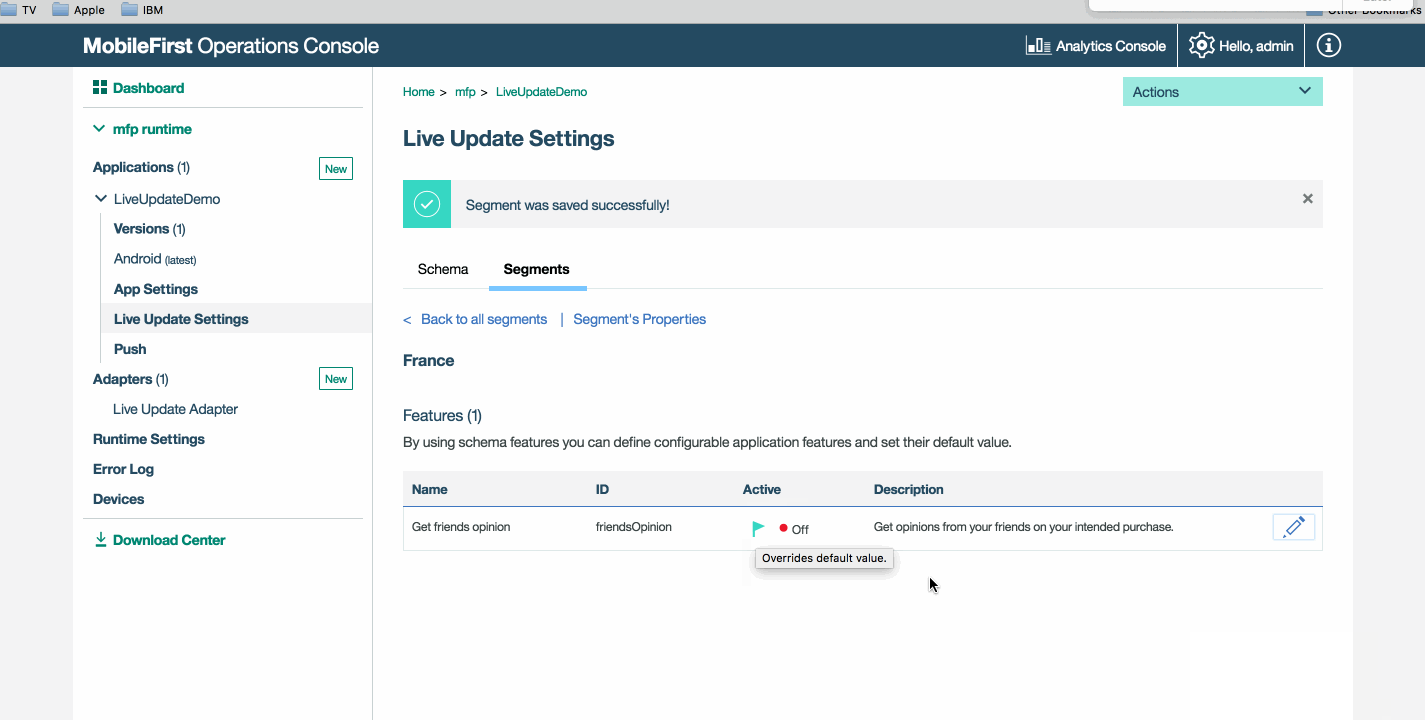 TV Apple IBM Other Bookmarks
MobileFirst Operations Console
Analytics Console
Hello, admin
Dashboard
mfp runtime
Applications (1) New
LiveUpdateDemo
Versions (1)
Android (latest)
App Settings
Live Update Settings
Push
Adapters (1) New
Live Update Adapter
Runtime Settings
Error Log
Devices
Download Center
Home > mfp > LiveUpdateDemo
Actions
Live Update Settings
Segment was saved successfully!
Schema Segments
< Back to all segments | Segment's Properties
France
Features (1)
By using schema features you can define configurable application features and set their default value.
Name ID Active Description
Get friends opinion friendsOpinion Off Get opinions from your friends on your intended purchase.
Overrides default value.